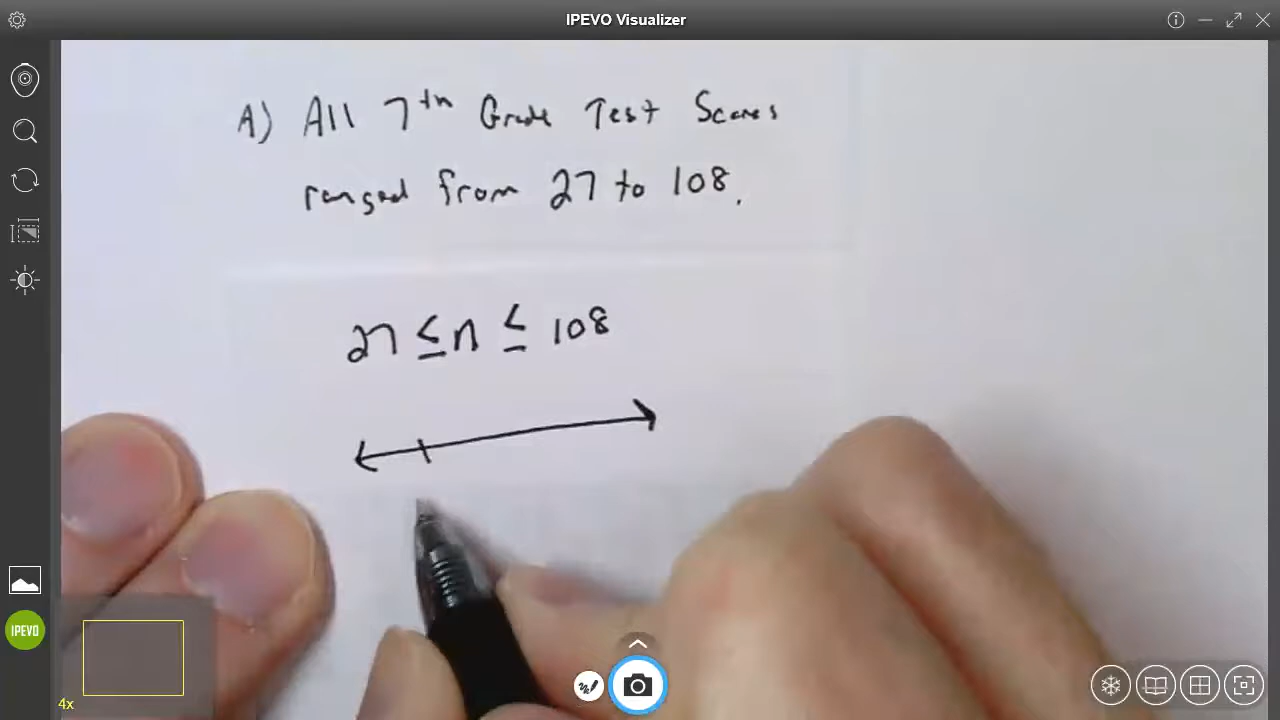 IPEVO Visualizer
A) All 7th Grade Test Scores
ranged from 27 to 108.
27 ≤ n ≤ 108
IPEVO
4x